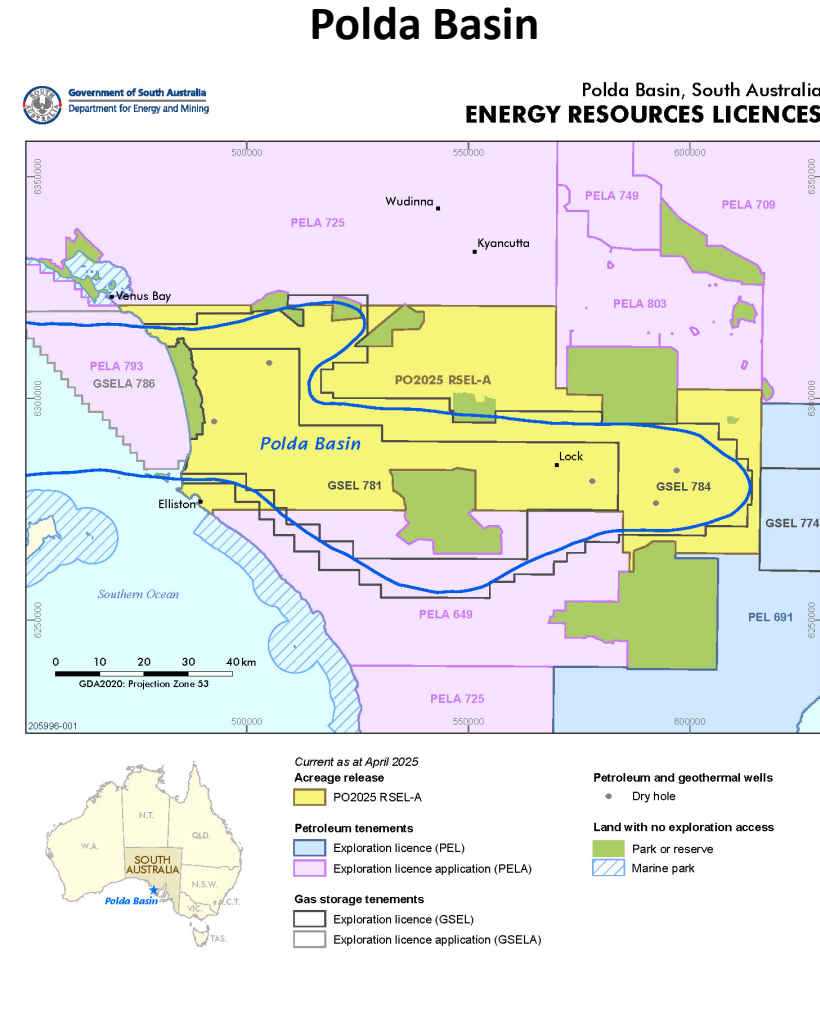 Polda Basin
Government of South Australia
Department for Energy and Mining
Polda Basin, South Australia
ENERGY RESOURCES LICENCES
500000
550000
600000
6350000
6350000
PELA 749
PELA 709
Wudinna
PELA 725
Kyancutta
Venus Bay
PELA 803
PELA 793
GSELA 786
PO2025 RSEL-A
6300000
6300000
Polda Basin
Lock
GSEL 781
GSEL 784
Elliston
GSEL 774
Southern Ocean
PELA 649
PEL 691
6250000
6250000
0 10 20 30 40 km
GDA2020: Projection Zone 53
PELA 725
205996-001
500000
550000
600000
Current as at April 2025
Acreage release
PO2025 RSEL-A
Petroleum tenements
Exploration licence (PEL)
Exploration licence application (PELA)
Gas storage tenements
Exploration licence (GSEL)
Exploration licence application (GSELA)
Petroleum and geothermal wells
Dry hole
Land with no exploration access
Park or reserve
Marine park
N.T.
W.A.
QLD.
SOUTH
AUSTRALIA
N.S.W.
Polda Basin
VIC.
A.C.T.
TAS.